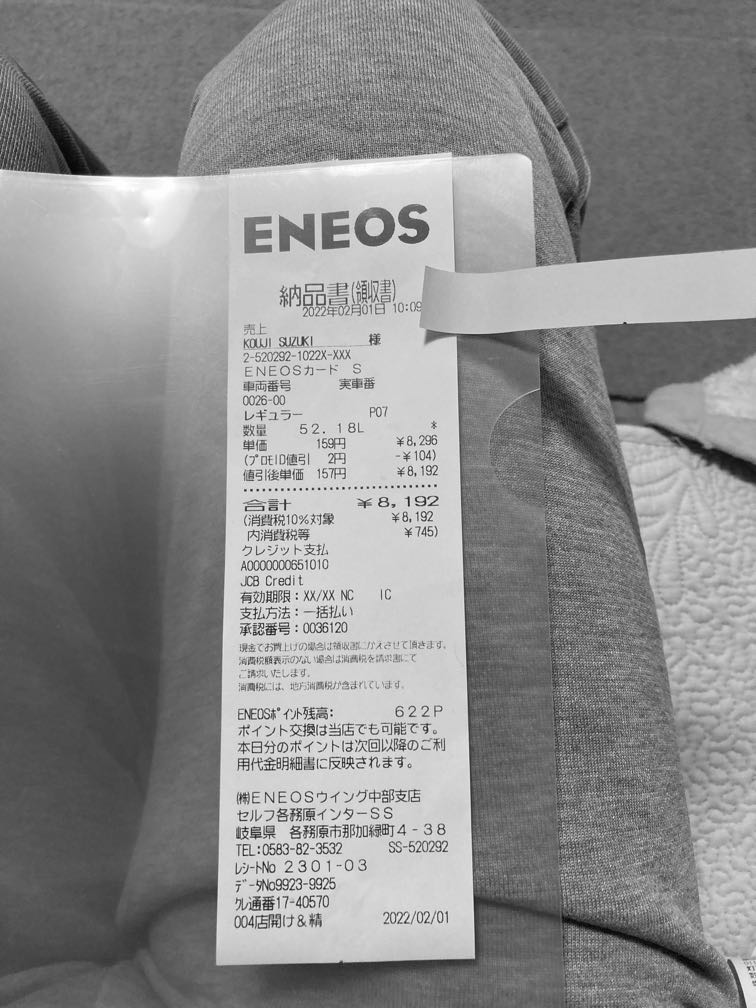 ENEOS
納品書(領収書)
2022年02月01日 10:09
売上
KOUJI SUZUKI 様
2-520292-1022X-XXX
ENEOSカード S
車両番号 実車番
0026-00
レギュラー P07
数量 52.18L *
単価 159円 ¥8,296
(プロモID値引 2円 -¥104)
値引後単価 157円 ¥8,192
合計 ¥8,192
(消費税10%対象 ¥8,192
内消費税等 ¥745)
クレジット支払
A0000000651010
JCB Credit
有効期限:XX/XX NC IC
支払方法:一括払い
承認番号:0036120
現金でお買上げの場合は領収書にかえさせて頂きます。
消費税額表示のない場合は消費税を請求書にて
ご請求いたします。
消費税には、地方消費税が含まれています。
ENEOSポイント残高: 622P
ポイント交換は当店でも可能です。
本日分のポイントは次回以降のご利
用代金明細書に反映されます。
(株)ENEOSウイング中部支店
セルフ各務原インターSS
岐阜県 各務原市那加緑町4-38
TEL:0583-82-3532 SS-520292
レシートNo 2301-03
データNo9923-9925
クレ通番17-40570
004店開け&精 2022/02/01